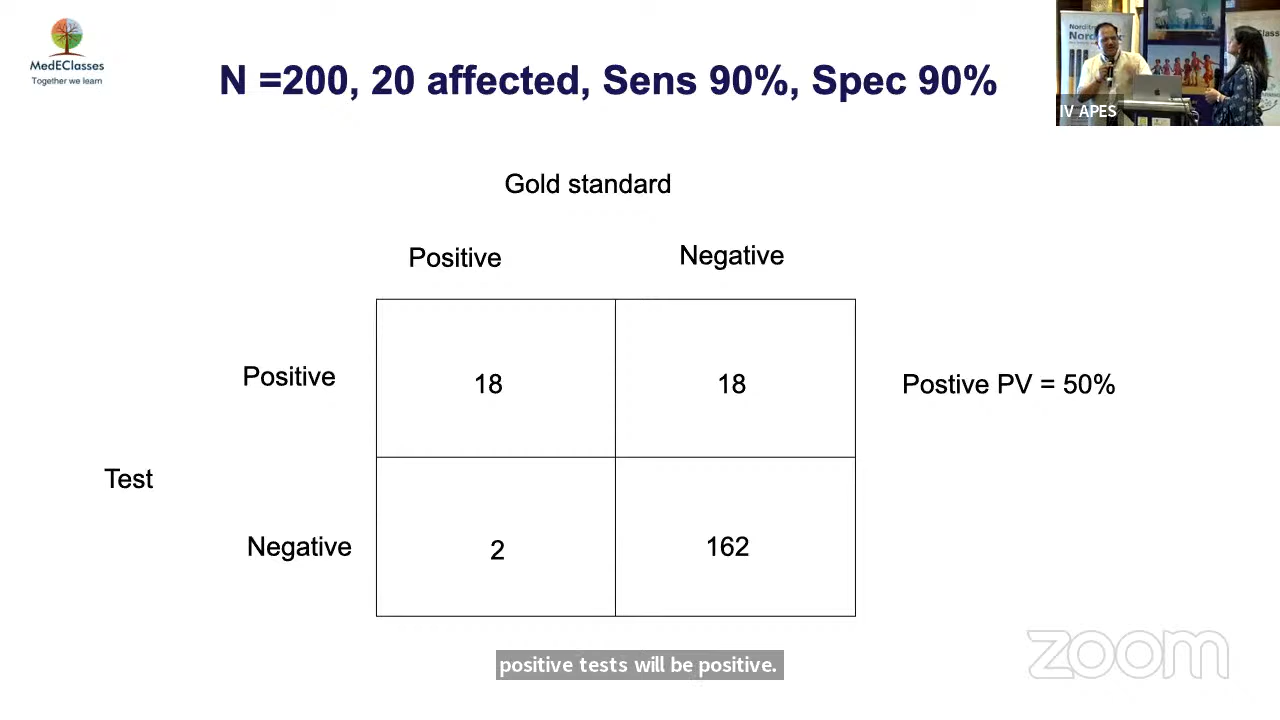 MedEClasses
Together we learn
N =200, 20 affected, Sens 90%, Spec 90%
IV APES
Gold standard
Positive
Negative
Positive
18
18
Postive PV = 50%
Test
Negative
2
162
positive tests will be positive.
zoom